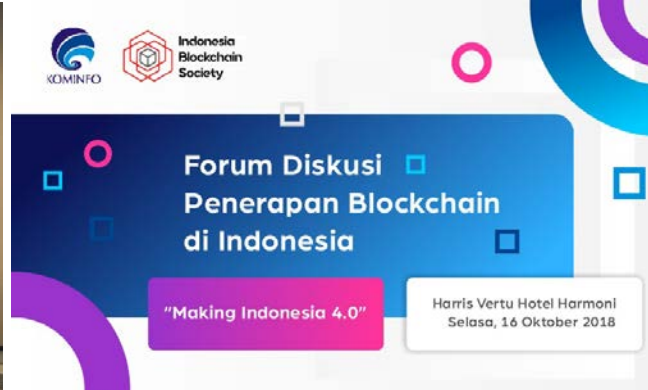 KOMINFO
Indonesia
Blockchain
Society
Forum Diskusi
Penerapan Blockchain
di Indonesia
"Making Indonesia 4.0"
Harris Vertu Hotel Harmoni
Selasa, 16 Oktober 2018